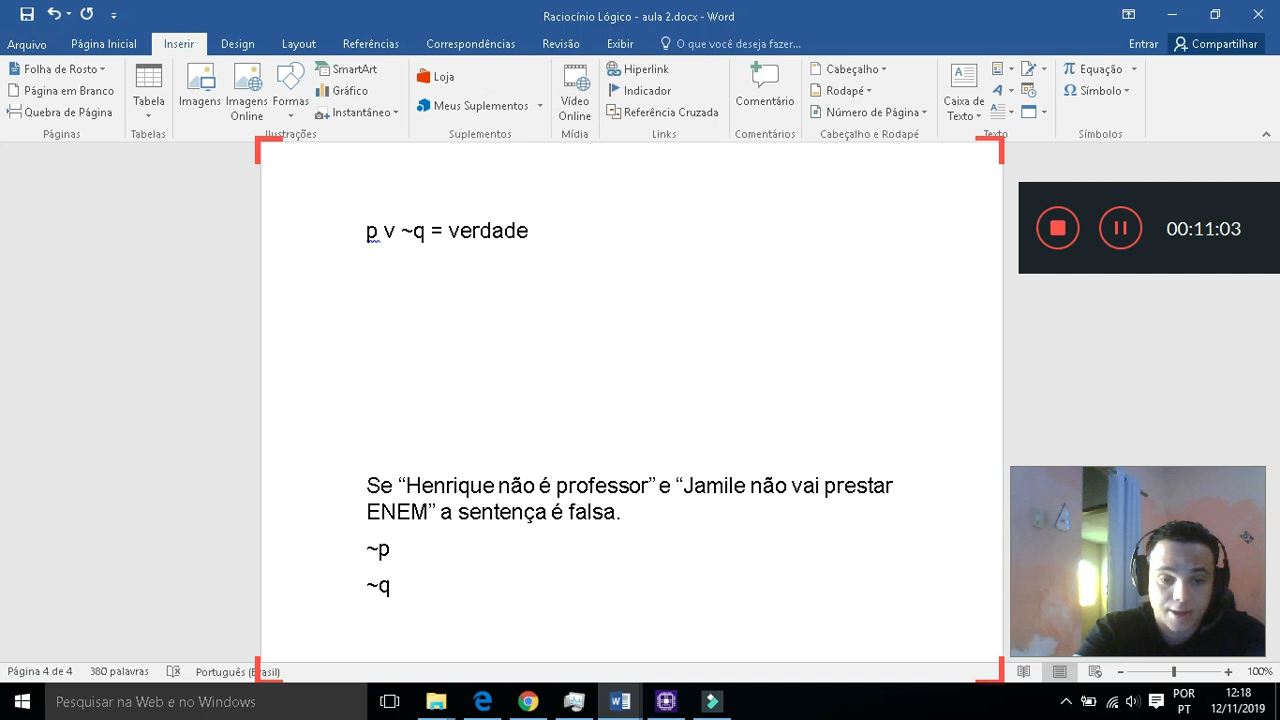 Raciocínio Lógico - aula 2.docx - Word
Arquivo Página Inicial Inserir Design Layout Referências Correspondências Revisão Exibir O que você deseja fazer... Entrar Compartilhar
Folha de Rosto
Página em Branco
Quebra de Página
Páginas
Tabela
Tabelas
Imagens
Imagens Online
Formas
SmartArt
Gráfico
Instantâneo
Ilustrações
Loja
Meus Suplementos
Suplementos
Vídeo Online
Mídia
Hiperlink
Indicador
Referência Cruzada
Links
Comentário
Comentários
Cabeçalho
Rodapé
Número de Página
Cabeçalho e Rodapé
Caixa de Texto
Texto
π Equação
Ω Símbolo
Símbolos
p v ~q = verdade
00:11:03
Se “Henrique não é professor” e “Jamile não vai prestar
ENEM” a sentença é falsa.
~p
~q
Página 4 de 4 380 palavras Português (Brasil) 100%
Pesquisar na Web e no Windows
POR
PT
12:18
12/11/2019